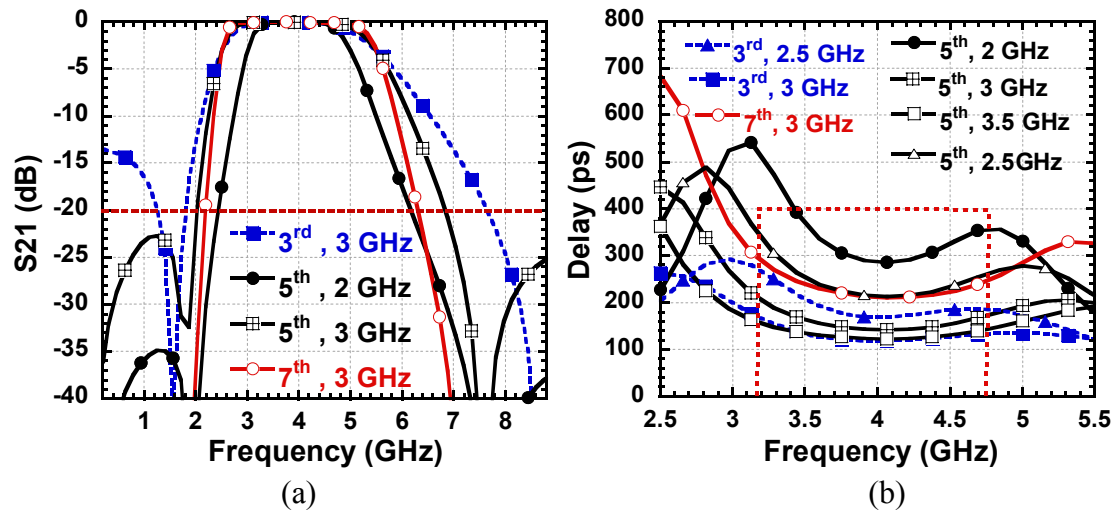 0
-5
-10
-15
-20
-25
-30
-35
-40
S21 (dB)
1 2 3 4 5 6 7 8
Frequency (GHz)
3rd, 3 GHz
5th, 2 GHz
5th, 3 GHz
7th, 3 GHz
(a)
800
700
600
500
400
300
200
100
0
Delay (ps)
2.5 3 3.5 4 4.5 5 5.5
Frequency (GHz)
3rd, 2.5 GHz
3rd, 3 GHz
7th, 3 GHz
5th, 2 GHz
5th, 3 GHz
5th, 3.5 GHz
5th, 2.5GHz
(b)